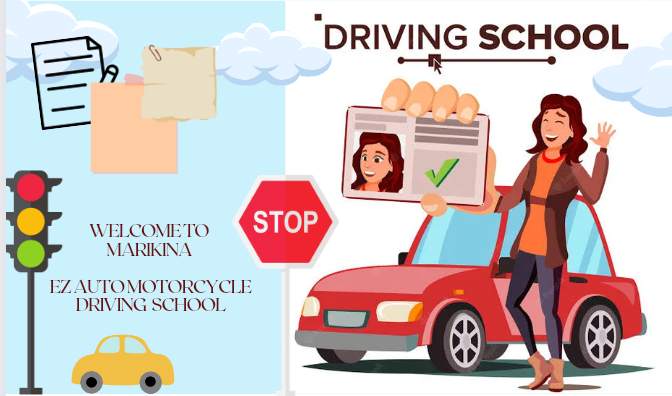 DRIVING SCHOOL
WELCOME TO
MARIKINA
EZ AUTO MOTORCYCLE
DRIVING SCHOOL
STOP